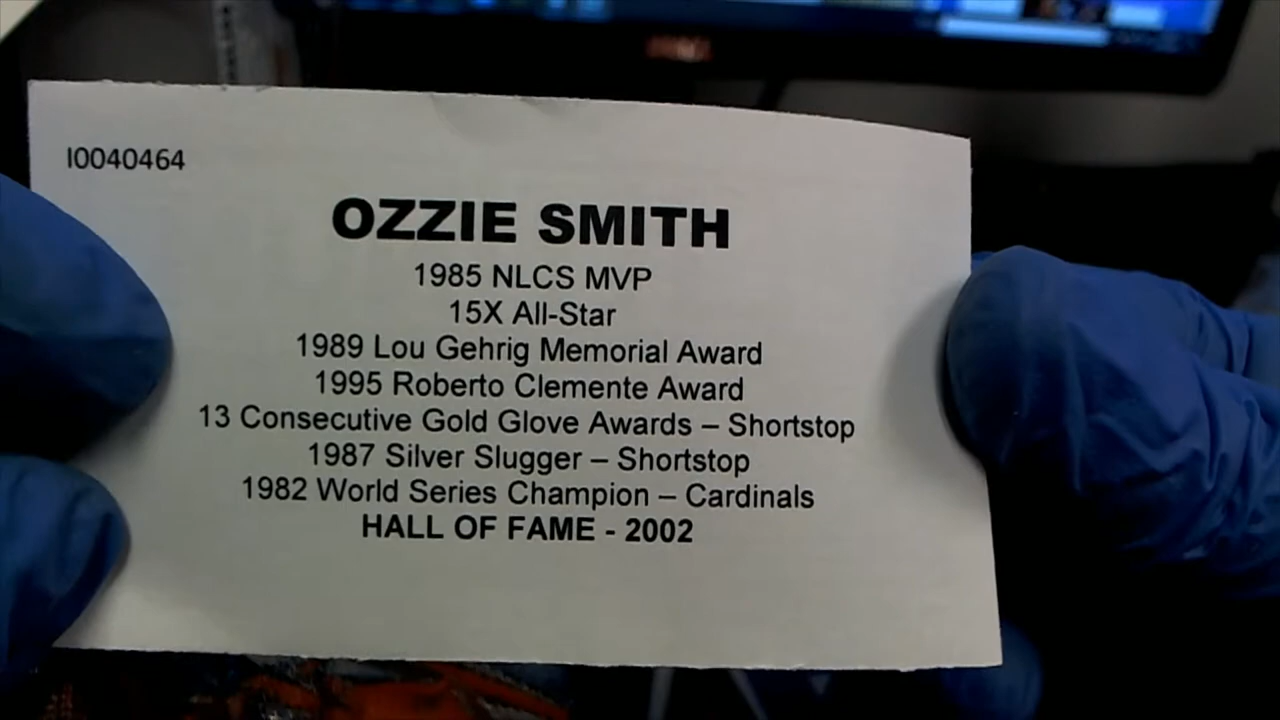 I0040464
OZZIE SMITH
1985 NLCS MVP
15X All-Star
1989 Lou Gehrig Memorial Award
1995 Roberto Clemente Award
13 Consecutive Gold Glove Awards – Shortstop
1987 Silver Slugger – Shortstop
1982 World Series Champion – Cardinals
HALL OF FAME - 2002